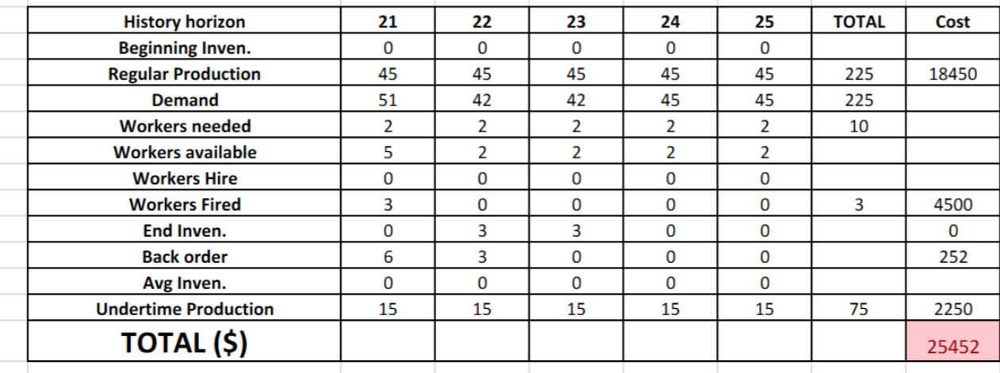 History horizon 21 22 23 24 25 TOTAL Cost
Beginning Inven. 0 0 0 0 0
Regular Production 45 45 45 45 45 225 18450
Demand 51 42 42 45 45 225
Workers needed 2 2 2 2 2 10
Workers available 5 2 2 2 2
Workers Hire 0 0 0 0 0
Workers Fired 3 0 0 0 0 3 4500
End Inven. 0 3 3 0 0 0
Back order 6 3 0 0 0 252
Avg Inven. 0 0 0 0 0
Undertime Production 15 15 15 15 15 75 2250
TOTAL ($) 25452